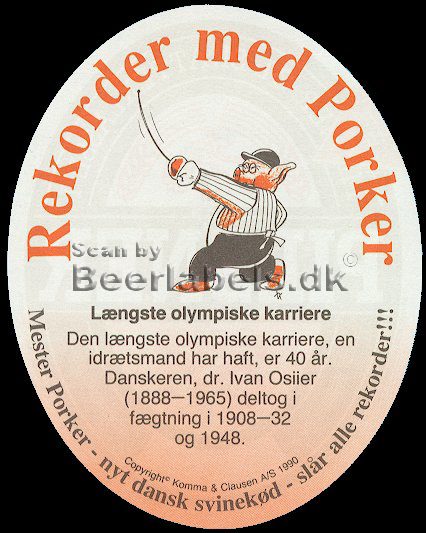 Rekorder med Porker
Scan by
Beerlabels.dk
©
Længste olympiske karriere
Den længste olympiske karriere, en
idrætsmand har haft, er 40 år.
Danskeren, dr. Ivan Osiier
(1888—1965) deltog i
fægtning i 1908—32
og 1948.
Copyright© Komma & Clausen A/S 1990
Mester Porker - nyt dansk svinekød - slår alle rekorder!!!